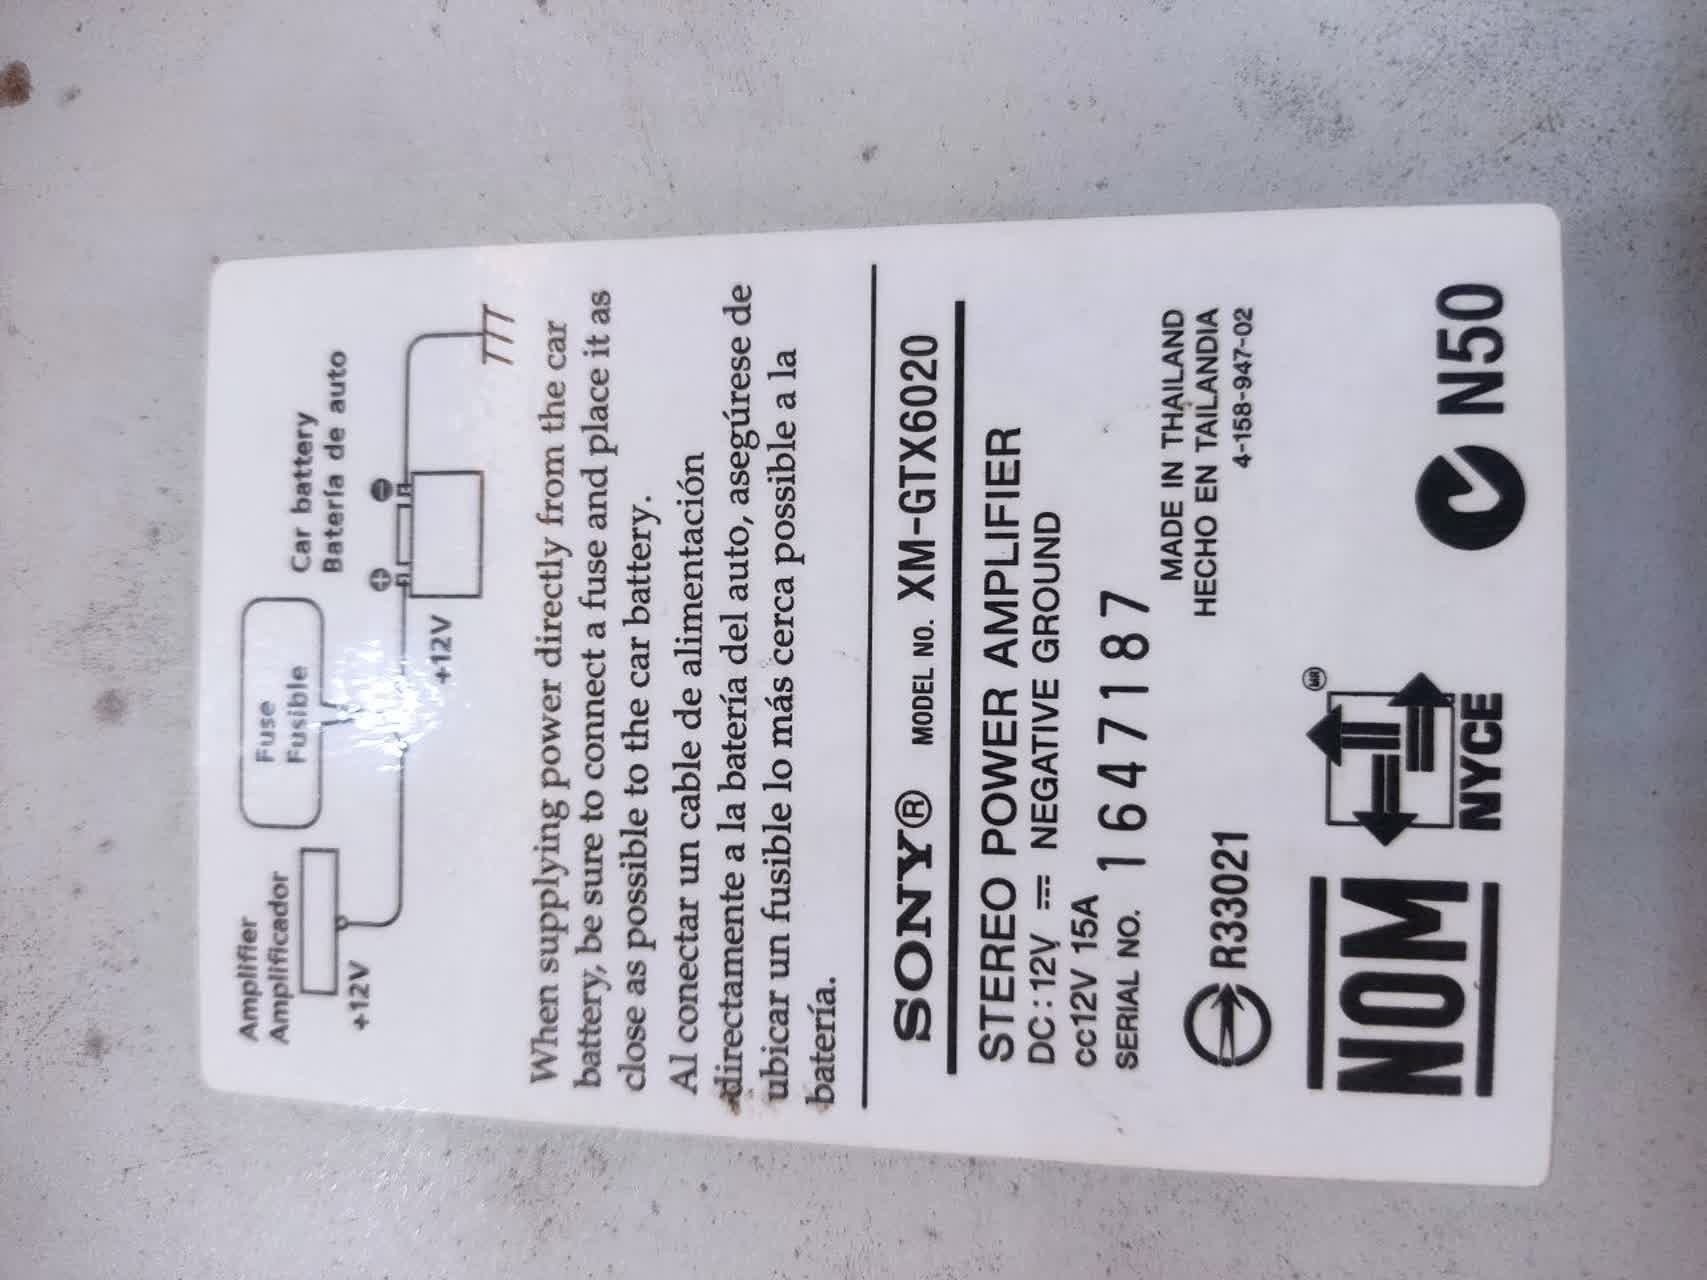 Amplifier
Amplificador
+12V
Fuse
Fusible
Car battery
Batería de auto
+12V
When supplying power directly from the car
battery, be sure to connect a fuse and place it as
close as possible to the car battery.
Al conectar un cable de alimentación
directamente a la batería del auto, asegúrese de
ubicar un fusible lo más cerca possible a la
batería.
SONY® MODEL NO. XM-GTX6020
STEREO POWER AMPLIFIER
DC:12V ⎓ NEGATIVE GROUND
CC12V 15A
SERIAL NO. 1647187
MADE IN THAILAND
HECHO EN TAILANDIA
4-158-947-02
R33021
NOM
MR
NYCE
N50